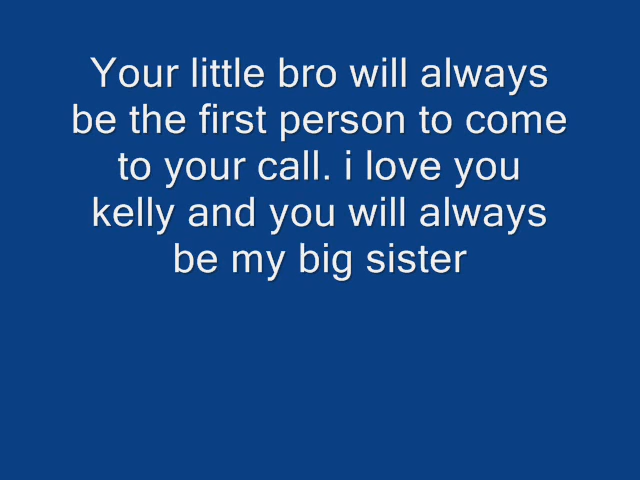 Your little bro will always
be the first person to come
to your call. i love you
kelly and you will always
be my big sister